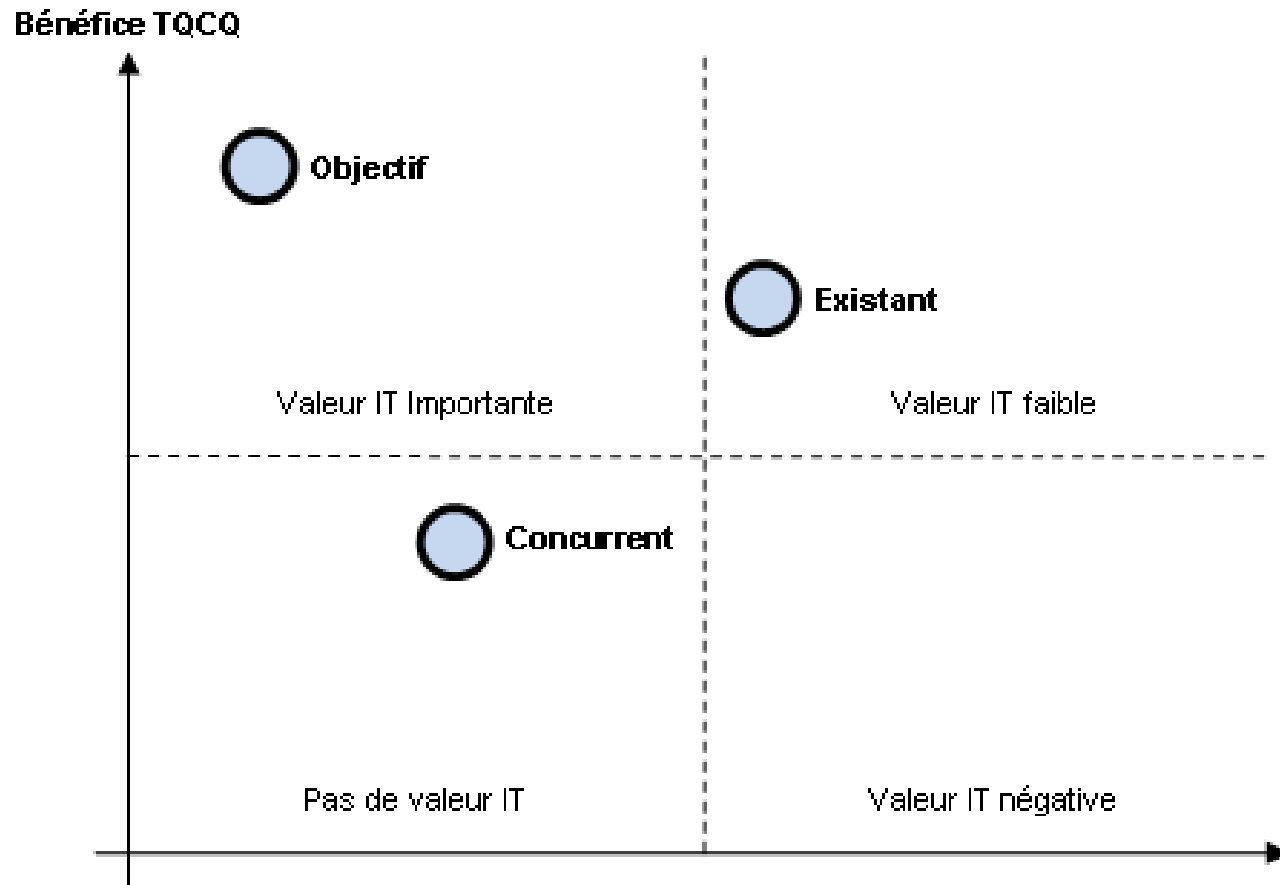 Bénéfice TQCQ
Objectif
Existant
Valeur IT Importante
Valeur IT faible
Concurrent
Pas de valeur IT
Valeur IT négative